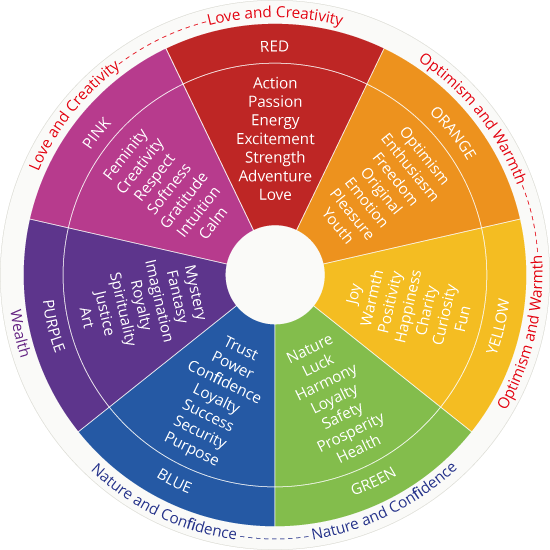 Love and Creativity
RED
Action
Passion
Energy
Excitement
Strength
Adventure
Love
Optimism and Warmth
ORANGE
Optimism
Enthusiasm
Freedom
Original
Emotion
Pleasure
Youth
Optimism and Warmth
YELLOW
Joy
Warmth
Positivity
Happiness
Charity
Curiosity
Fun
Nature and Confidence
GREEN
Nature
Luck
Harmony
Loyalty
Safety
Prosperity
Health
Nature and Confidence
BLUE
Trust
Power
Confidence
Loyalty
Success
Security
Purpose
Wealth
PURPLE
Mystery
Fantasy
Imagination
Royalty
Spirituality
Justice
Art
Love and Creativity
PINK
Feminity
Creativity
Respect
Softness
Gratitude
Intuition
Calm